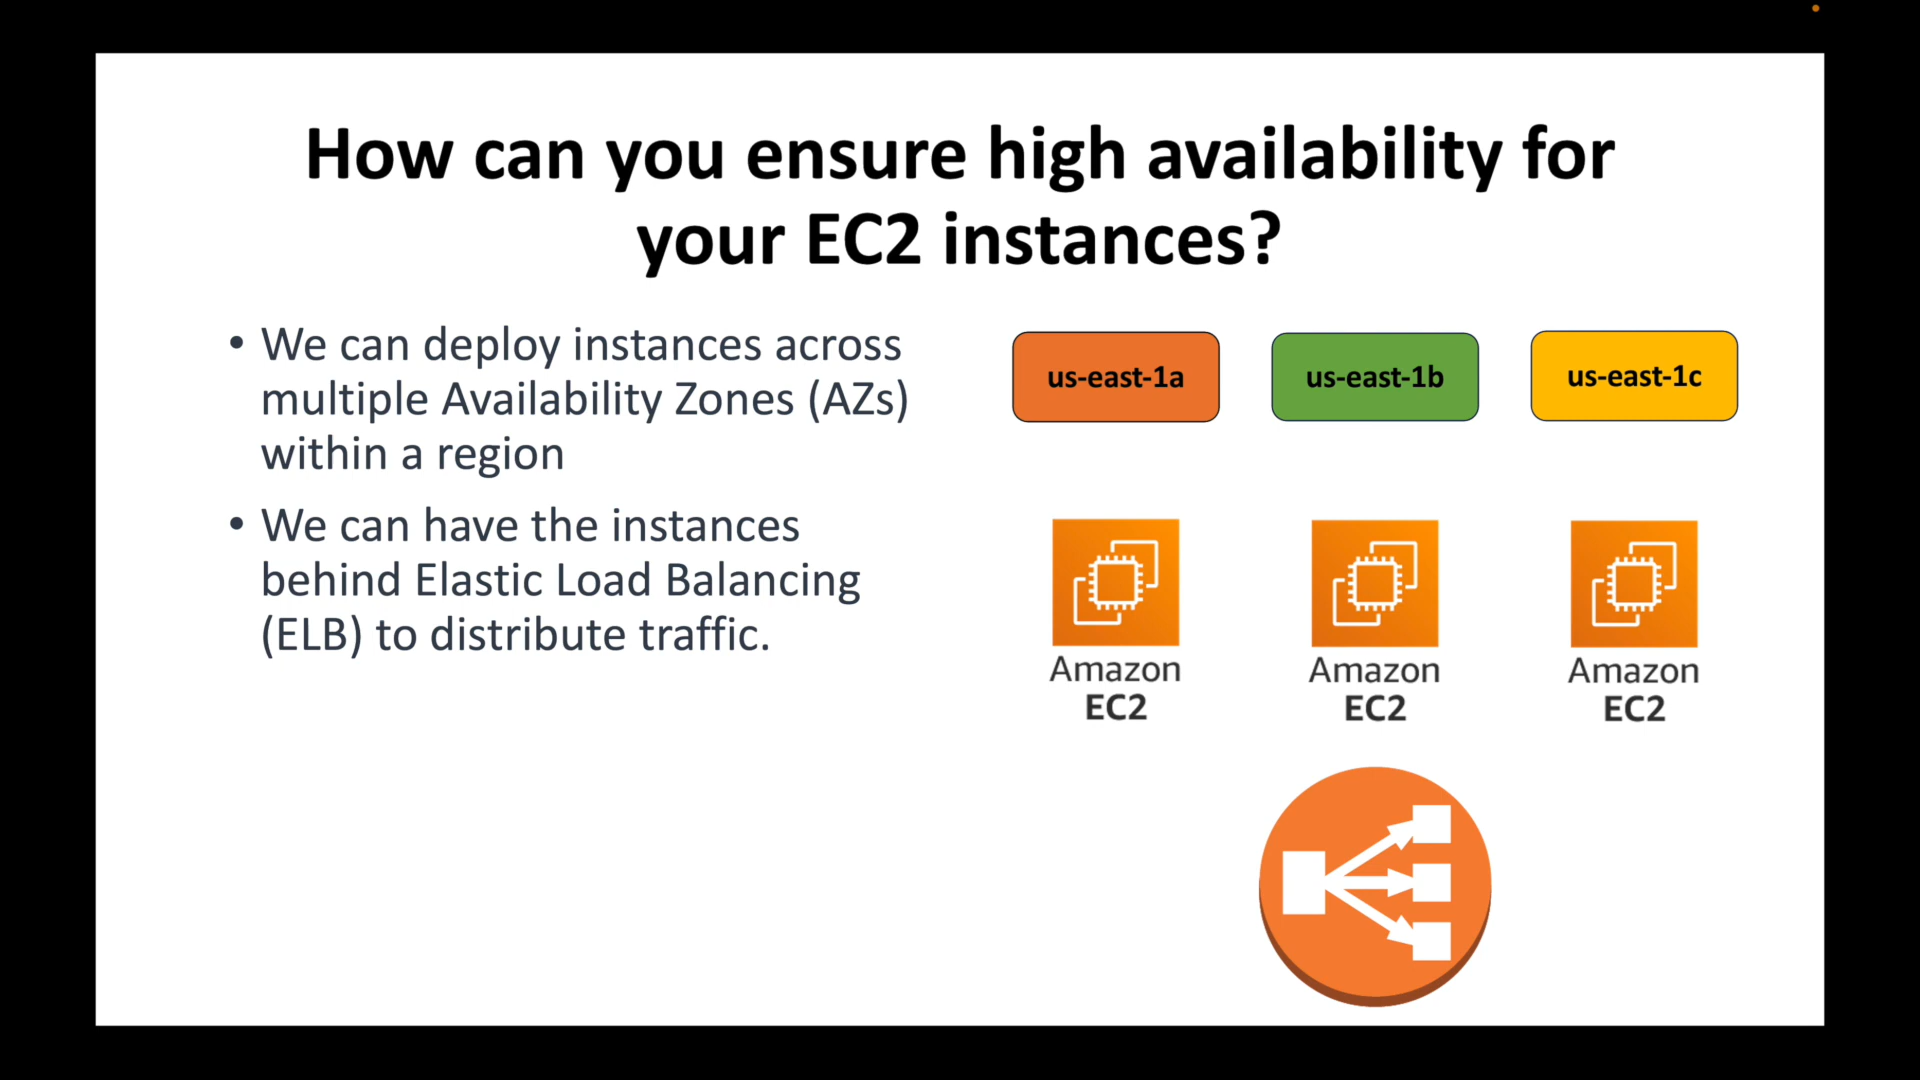 How can you ensure high availability for
your EC2 instances?
• We can deploy instances across
multiple Availability Zones (AZs)
within a region
• We can have the instances
behind Elastic Load Balancing
(ELB) to distribute traffic.
us-east-1a
us-east-1b
us-east-1c
Amazon
EC2
Amazon
EC2
Amazon
EC2